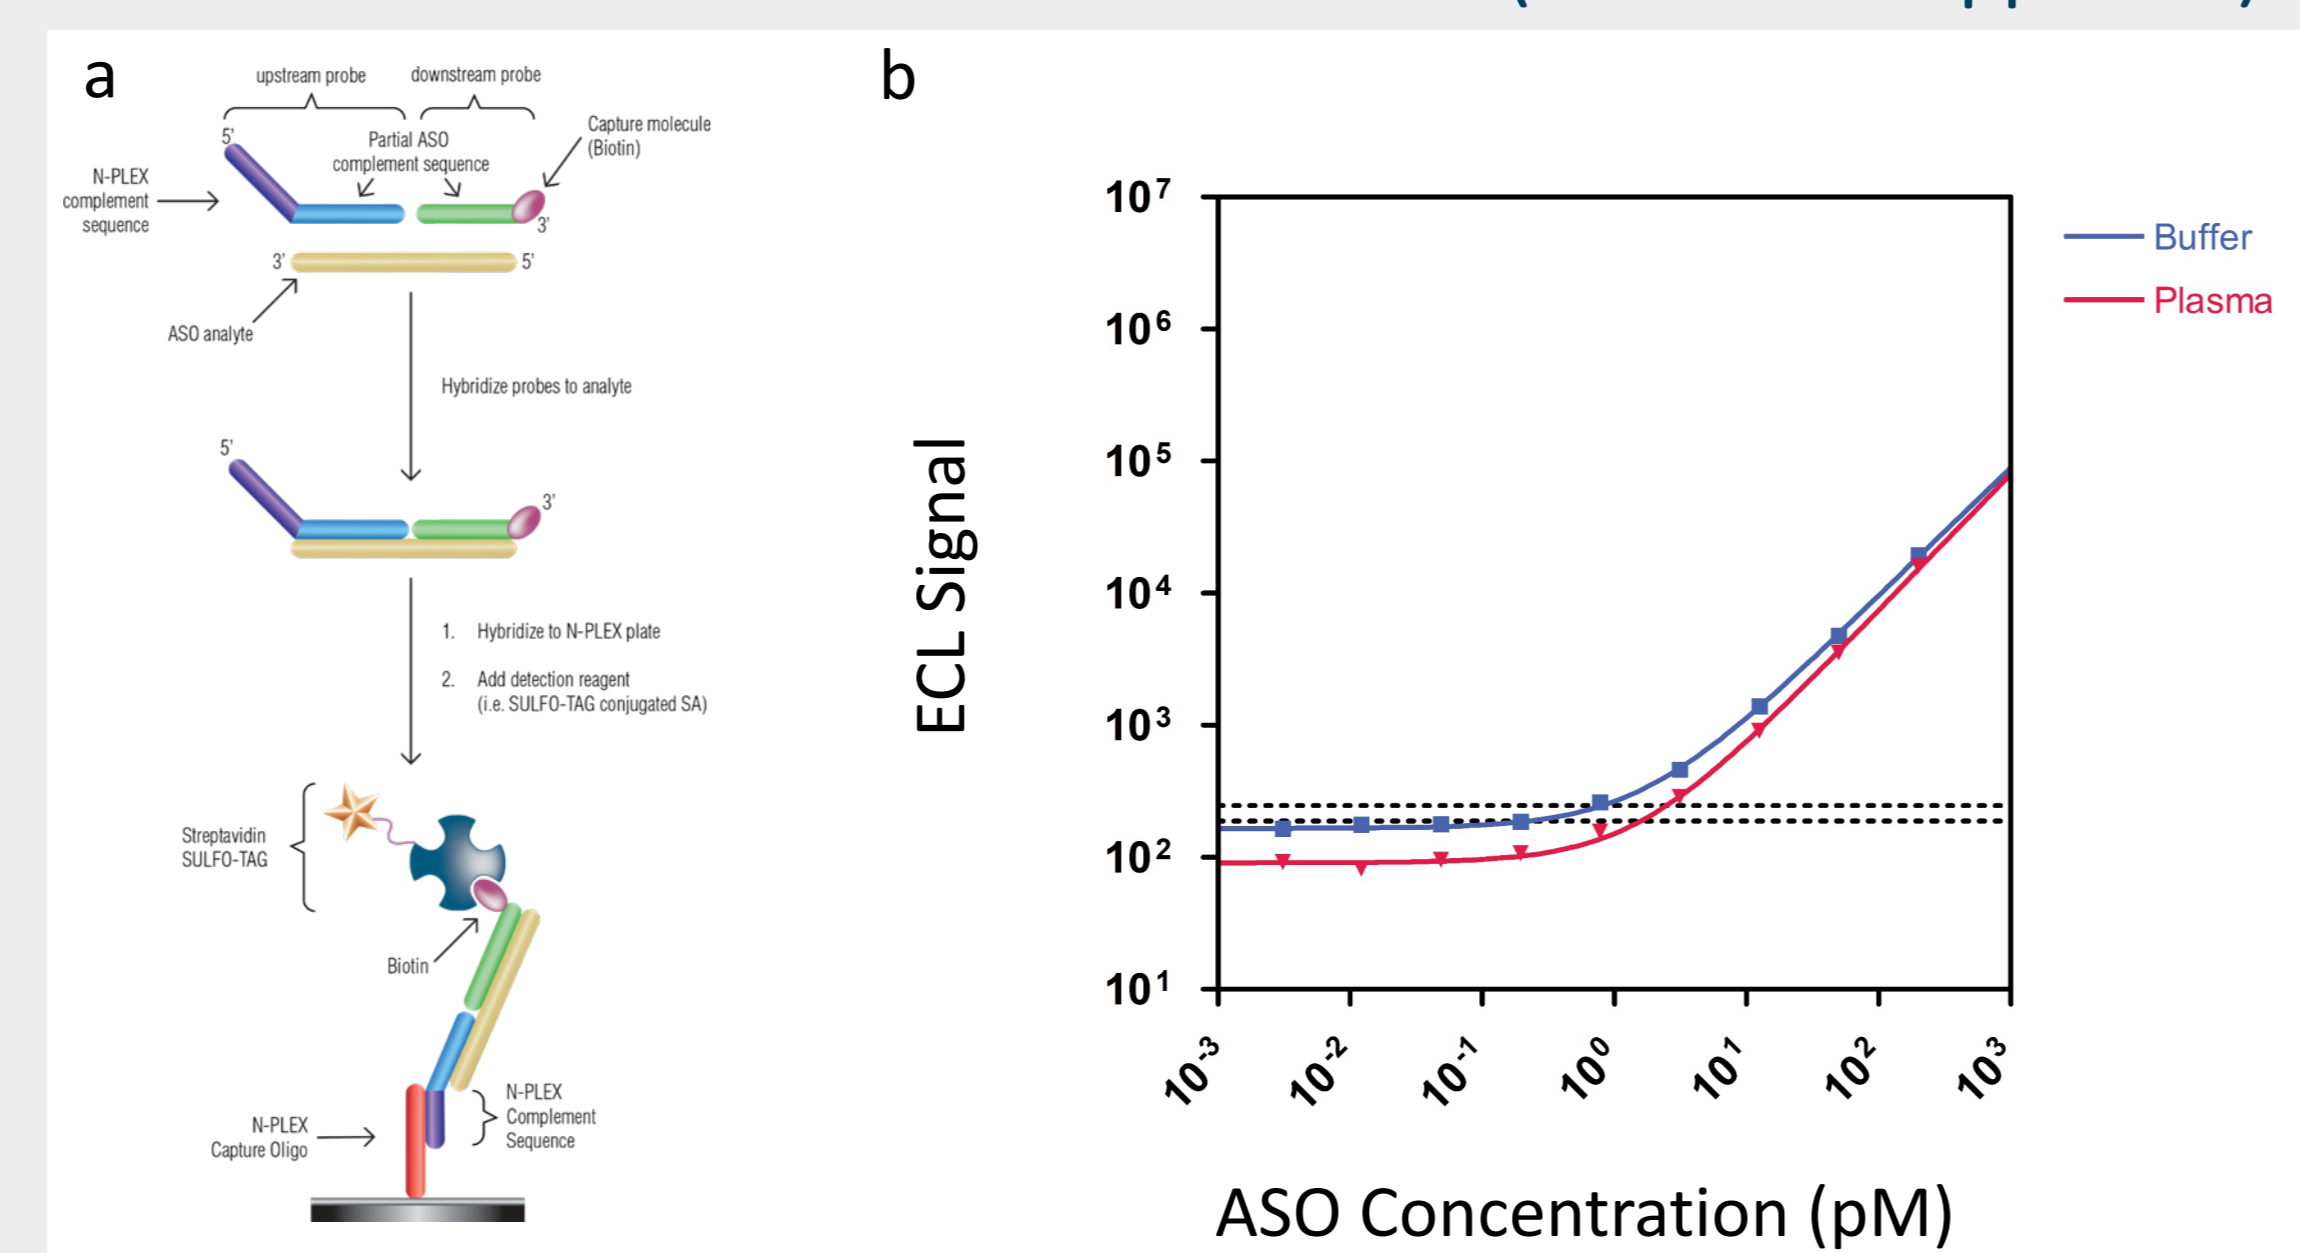 a
upstream probe
downstream probe
5'
Partial ASO
complement sequence
Capture molecule
(Biotin)
N-PLEX
complement
sequence
3'
3'
5'
ASO analyte
Hybridize probes to analyte
5'
3'
1. Hybridize to N-PLEX plate
2. Add detection reagent
(i.e. SULFO-TAG conjugated SA)
Streptavidin
SULFO-TAG
Biotin
N-PLEX
Capture Oligo
N-PLEX
Complement
Sequence
b
ECL Signal
10⁷
10⁶
10⁵
10⁴
10³
10²
10¹
10⁻³
10⁻²
10⁻¹
10⁰
10¹
10²
10³
ASO Concentration (pM)
Buffer
Plasma